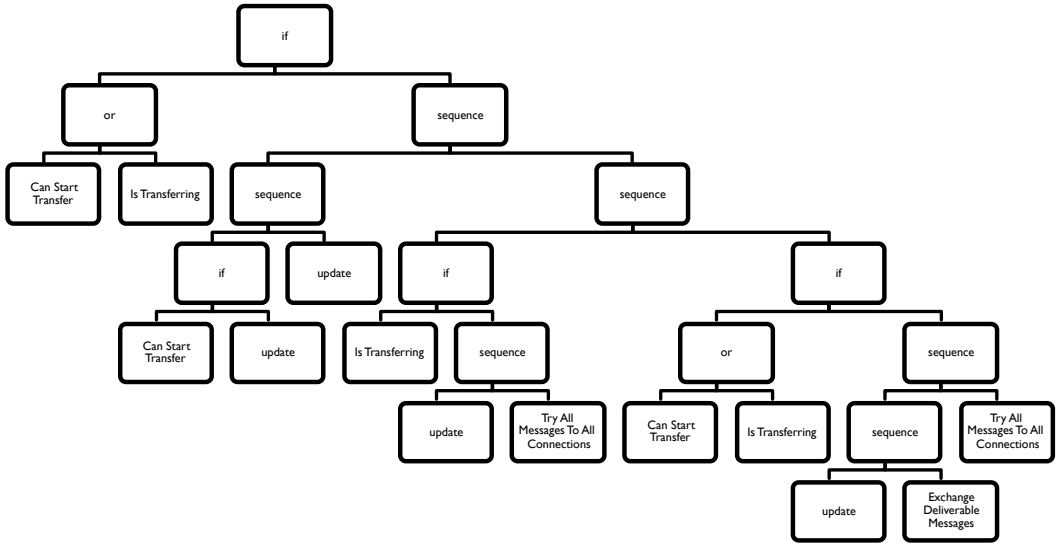 if
or
sequence
Can Start
Transfer
Is Transferring
sequence
sequence
if
update
if
if
Can Start
Transfer
update
Is Transferring
sequence
or
sequence
update
Try All
Messages To All
Connections
Can Start
Transfer
Is Transferring
sequence
Try All
Messages To All
Connections
update
Exchange
Deliverable
Messages